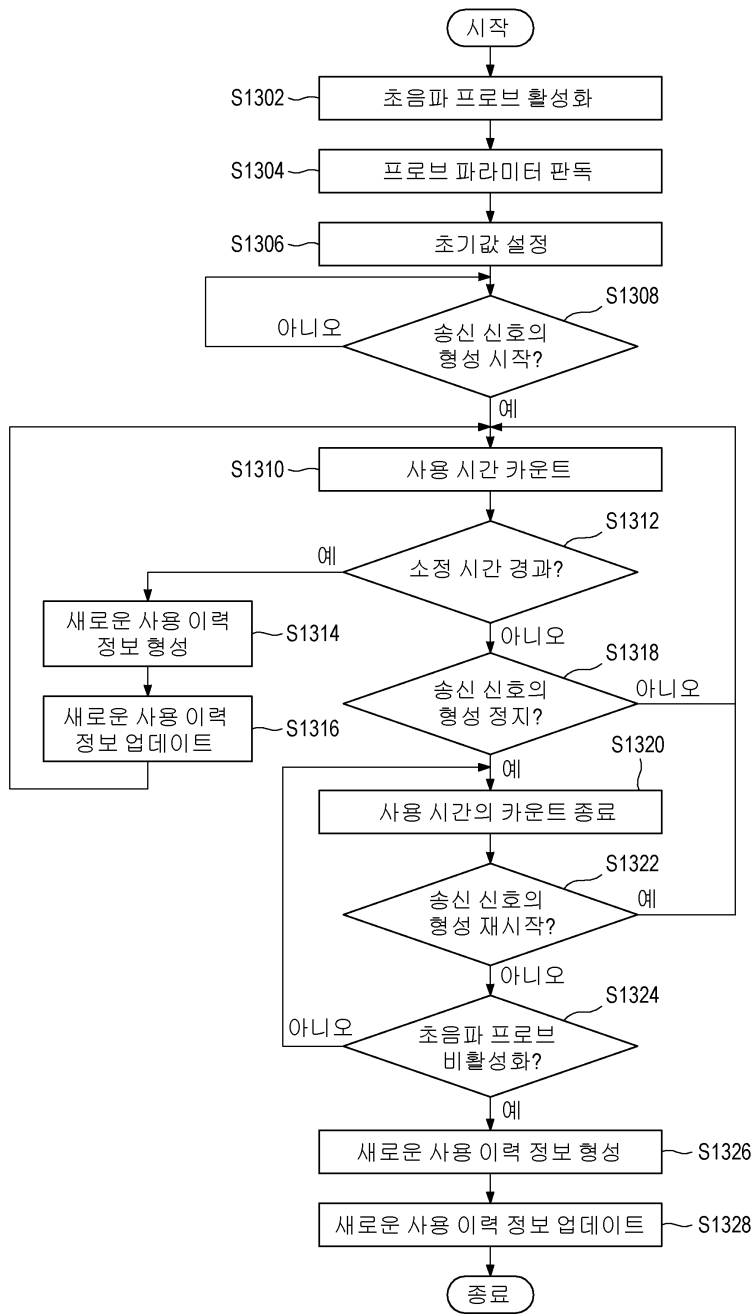 시작
S1302
초음파 프로브 활성화
S1304
프로브 파라미터 판독
S1306
초기값 설정
S1308
아니오
송신 신호의
형성 시작?
예
S1310
사용 시간 카운트
S1312
예
소정 시간 경과?
새로운 사용 이력
정보 형성
S1314
아니오
S1318
송신 신호의
형성 정지?
아니오
새로운 사용 이력
정보 업데이트
S1316
예
S1320
사용 시간의 카운트 종료
S1322
송신 신호의
형성 재시작?
예
아니오
S1324
아니오
초음파 프로브
비활성화?
예
새로운 사용 이력 정보 형성
S1326
새로운 사용 이력 정보 업데이트
S1328
종료